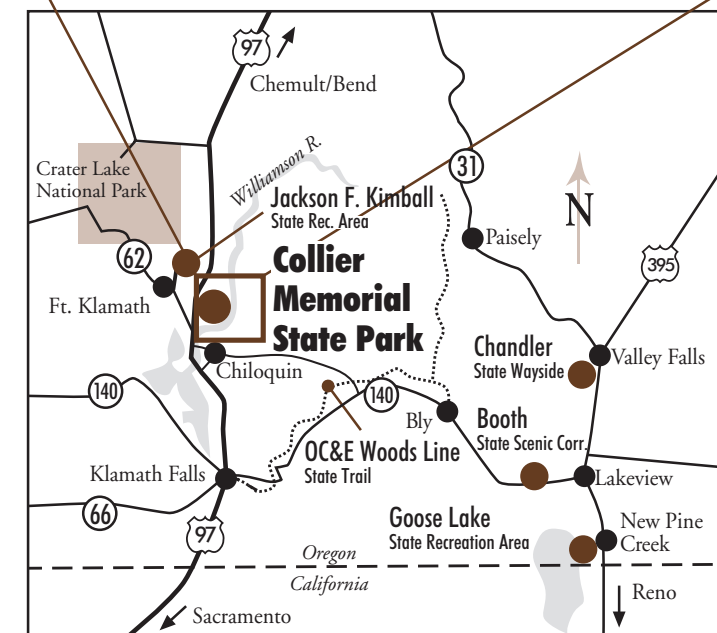 97
Chemult/Bend
Williamson R.
31
Crater Lake
National Park
Jackson F. Kimball
State Rec. Area
N
Paisely
62
395
Collier
Memorial
State Park
Ft. Klamath
Chandler
State Wayside
Valley Falls
Chiloquin
140
140
Bly
Booth
State Scenic Corr.
OC&E Woods Line
State Trail
Klamath Falls
Lakeview
66
Goose Lake
State Recreation Area
New Pine
Creek
97
Oregon
California
Reno
Sacramento